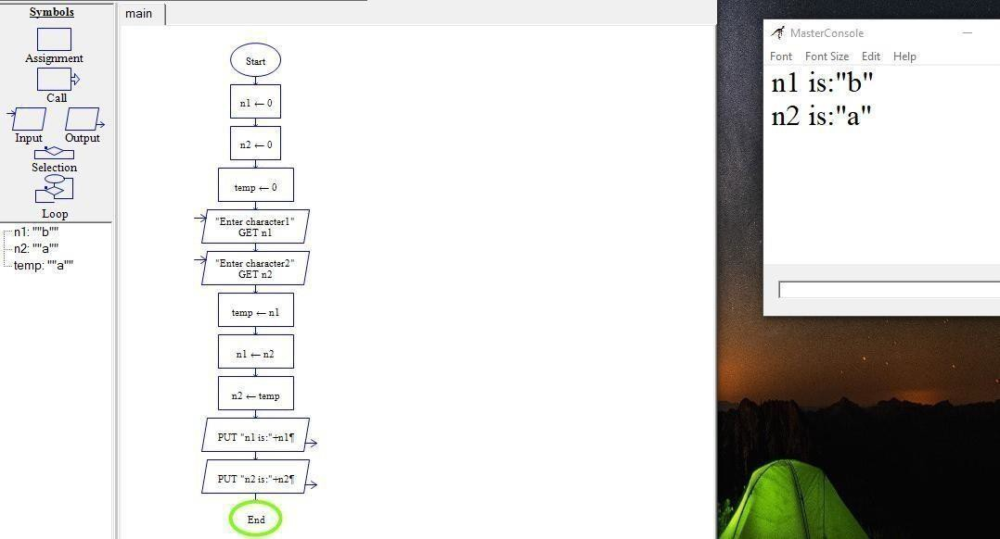 Symbols
Assignment
Call
Input Output
Selection
Loop
n1: ""b""
n2: ""a""
temp: ""a""
main
Start
n1 ← 0
n2 ← 0
temp ← 0
"Enter character1"
GET n1
"Enter character2"
GET n2
temp ← n1
n1 ← n2
n2 ← temp
PUT "n1 is:"+n1¶
PUT "n2 is:"+n2¶
End
MasterConsole
Font Font Size Edit Help
n1 is:"b"
n2 is:"a"